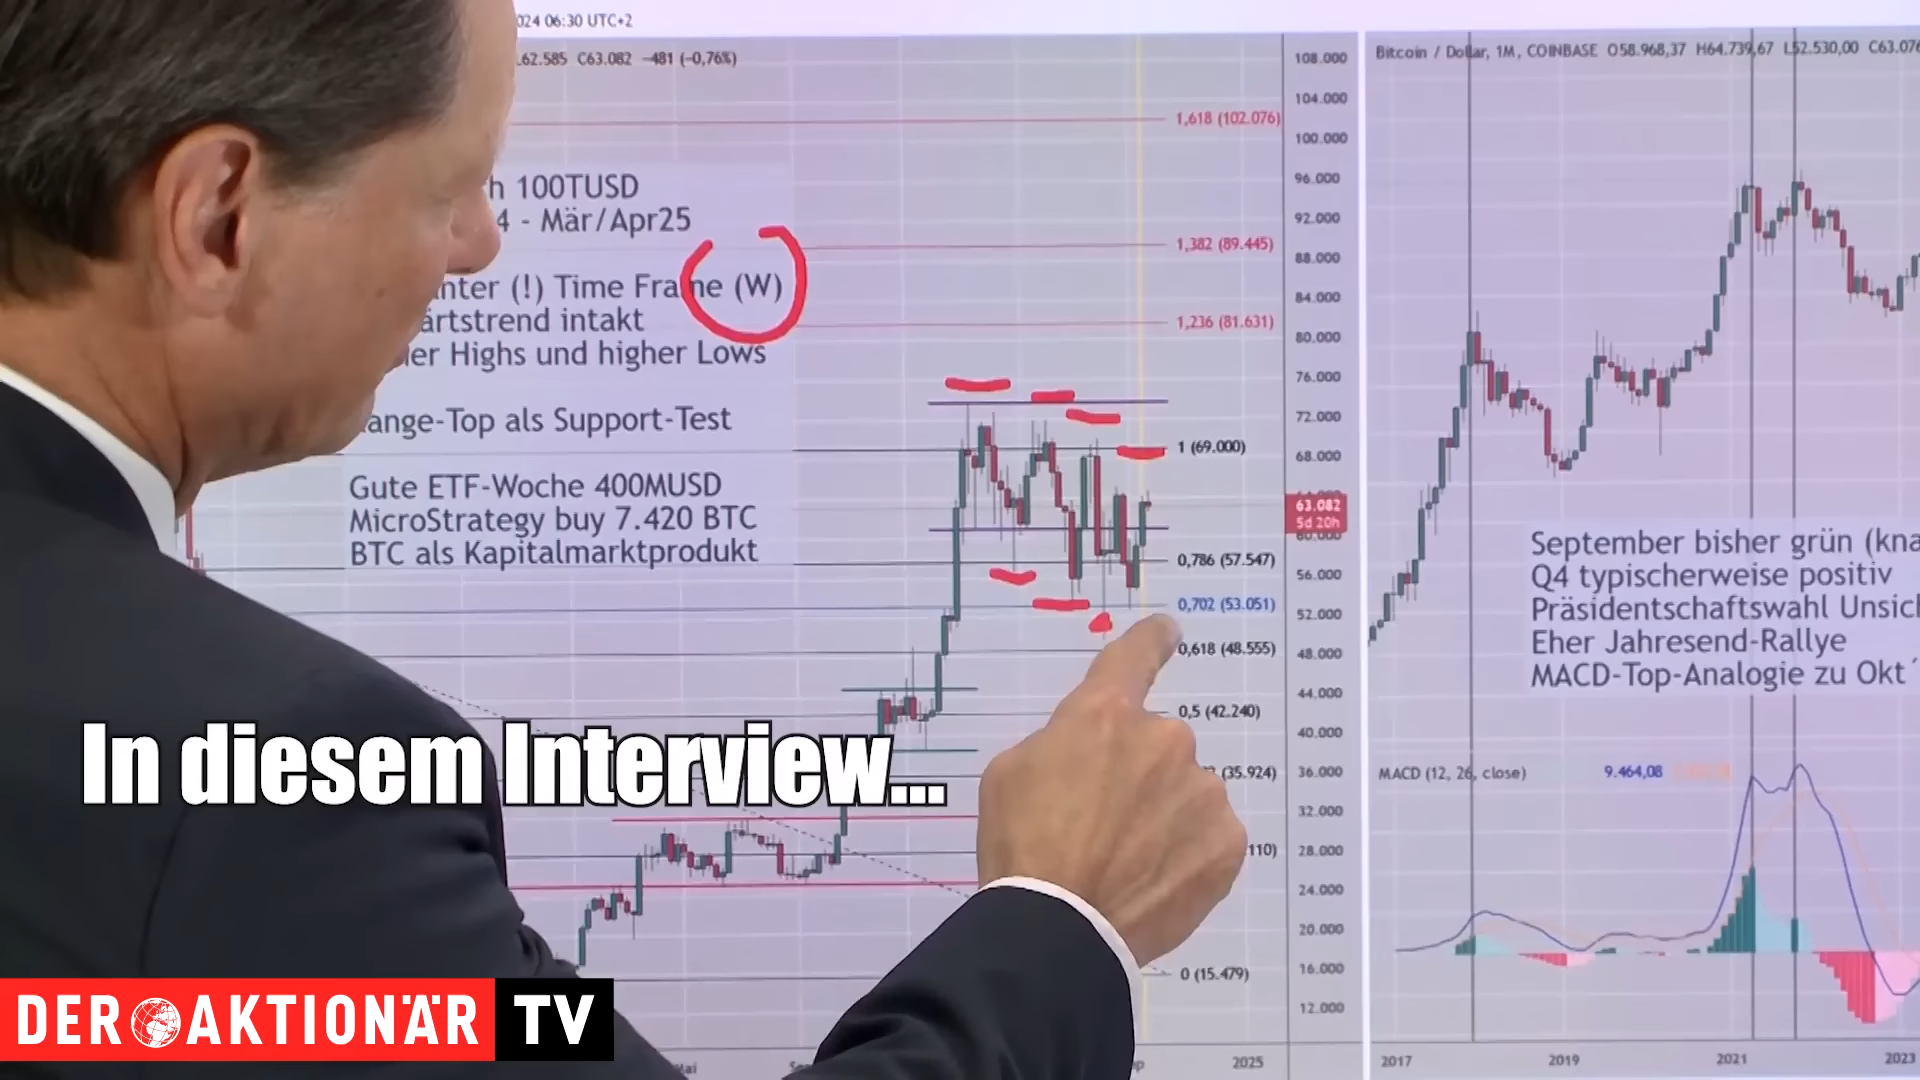 024 06:30 UTC+2
L62.585 C63.082 −481 (−0,76%)
h 100TUSD
4 - Mär/Apr25
nter (!) Time Frame (W)
ärtstrend intakt
er Highs und higher Lows
ange-Top als Support-Test
Gute ETF-Woche 400MUSD
MicroStrategy buy 7.420 BTC
BTC als Kapitalmarktprodukt
1,618 (102.076)
1,382 (89.445)
1,236 (81.631)
1 (69.000)
0,786 (57.547)
0,702 (53.051)
0,618 (48.555)
0,5 (42.240)
(35.924)
110)
0 (15.479)
108.000
104.000
100.000
96.000
92.000
88.000
84.000
80.000
76.000
72.000
68.000
63.082
5d 20h
60.000
56.000
52.000
48.000
44.000
40.000
36.000
32.000
28.000
24.000
20.000
16.000
12.000
Mai
2025
Bitcoin / Dollar, 1M, COINBASE O58.968,37 H64.739,67 L52.530,00 C63.076
September bisher grün (kna
Q4 typischerweise positiv
Präsidentschaftswahl Unsich
Eher Jahresend-Rallye
MACD-Top-Analogie zu Okt´
MACD (12, 26, close) 9.464,08
2017 2019 2021 2023
In diesem Interview...
DER AKTIONÄR TV